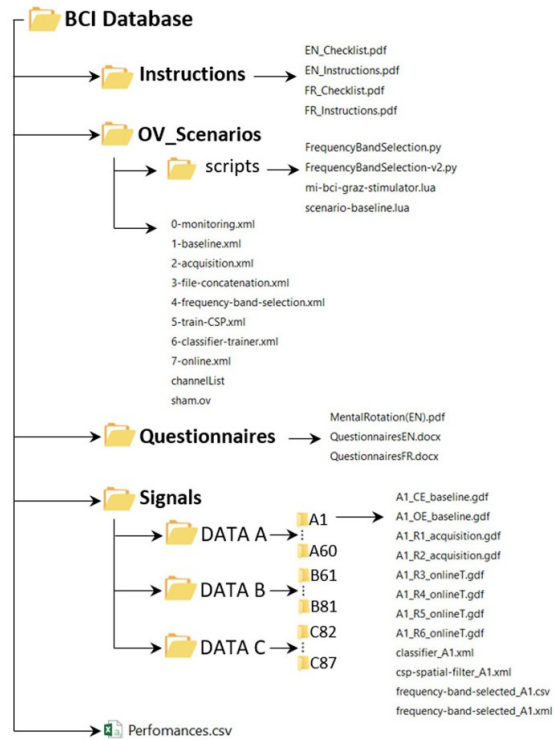 BCI Database
Instructions
EN_Checklist.pdf
EN_Instructions.pdf
FR_Checklist.pdf
FR_Instructions.pdf
OV_Scenarios
scripts
FrequencyBandSelection.py
FrequencyBandSelection-v2.py
mi-bci-graz-stimulator.lua
scenario-baseline.lua
0-monitoring.xml
1-baseline.xml
2-acquisition.xml
3-file-concatenation.xml
4-frequency-band-selection.xml
5-train-CSP.xml
6-classifier-trainer.xml
7-online.xml
channelList
sham.ov
Questionnaires
MentalRotation(EN).pdf
QuestionnairesEN.docx
QuestionnairesFR.docx
Signals
DATA A
A1
A60
DATA B
B61
B81
DATA C
C82
C87
A1_CE_baseline.gdf
A1_OE_baseline.gdf
A1_R1_acquisition.gdf
A1_R2_acquisition.gdf
A1_R3_onlineT.gdf
A1_R4_onlineT.gdf
A1_R5_onlineT.gdf
A1_R6_onlineT.gdf
classifier_A1.xml
csp-spatial-filter_A1.xml
frequency-band-selected_A1.csv
frequency-band-selected_A1.xml
Perfomances.csv